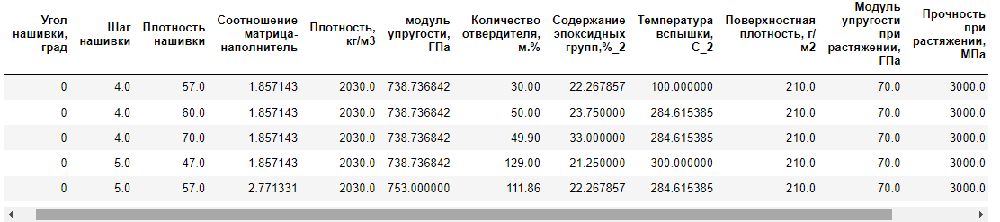 Угол нашивки, град Шаг нашивки Плотность нашивки Соотношение матрица-наполнитель Плотность, кг/м3 модуль упругости, ГПа Количество отвердителя, м.% Содержание эпоксидных групп,%_2 Температура вспышки, С_2 Поверхностная плотность, г/м2 Модуль упругости при растяжении, ГПа Прочность при растяжении, МПа
0 4.0 57.0 1.857143 2030.0 738.736842 30.00 22.267857 100.000000 210.0 70.0 3000.0
0 4.0 60.0 1.857143 2030.0 738.736842 50.00 23.750000 284.615385 210.0 70.0 3000.0
0 4.0 70.0 1.857143 2030.0 738.736842 49.90 33.000000 284.615385 210.0 70.0 3000.0
0 5.0 47.0 1.857143 2030.0 738.736842 129.00 21.250000 300.000000 210.0 70.0 3000.0
0 5.0 57.0 2.771331 2030.0 753.000000 111.86 22.267857 284.615385 210.0 70.0 3000.0